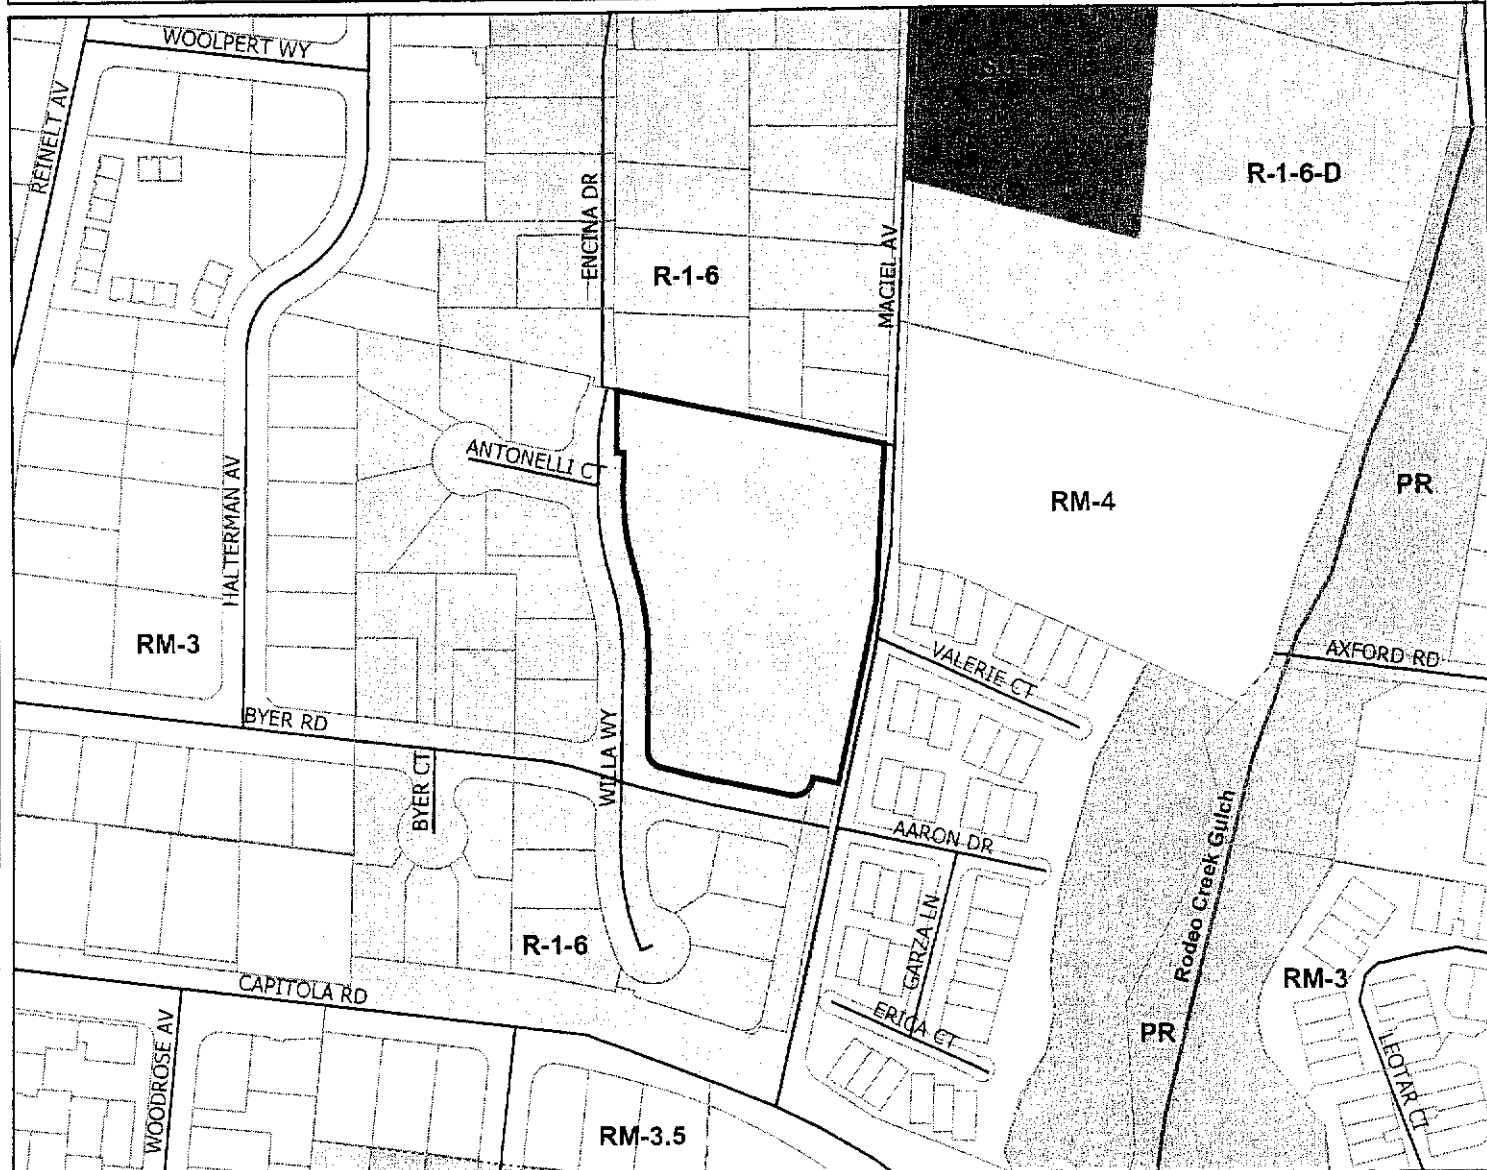 WOOLPERT WY
REINELT AV
R-1-6-D
ENCINA DR
R-1-6
MACIEL AV
ANTONELLI CT
PR
RM-4
HALTERMAN AV
RM-3
VALERIE CT
AXFORD RD
BYER RD
WILLA WY
BYER CT
AARON DR
Rodeo Creek Gulch
GARZA LN
R-1-6
RM-3
CAPITOLA RD
ERICA CT
PR
WOODROSE AV
LEOTAR CT
RM-3.5